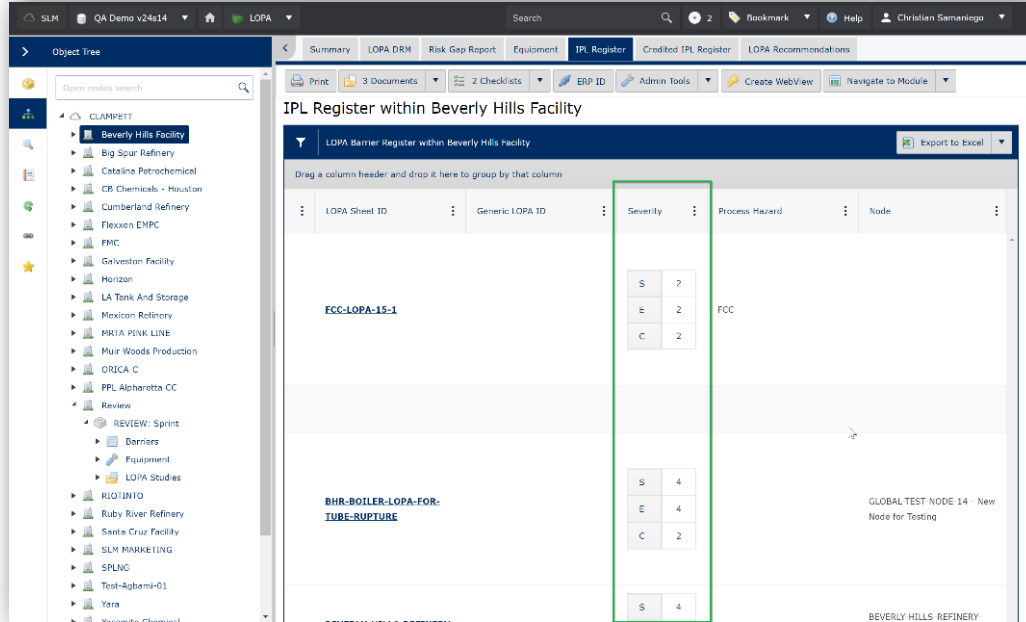 SLM QA Demo v24s14 LOPA Search 2 Bookmark Help Christian Samaniego
Object Tree
Summary LOPA DRM Risk Gap Report Equipment IPL Register Credited IPL Register LOPA Recommendations
Print 3 Documents 2 Checklists ERP ID Admin Tools Create WebView Navigate to Module
Open nodes search
CLAMPETT
Beverly Hills Facility
Big Spur Refinery
Catalina Petrochemical
CB Chemicals - Houston
Cumberland Refinery
Flexxon EMPC
FMC
Galveston Facility
Horizon
LA Tank And Storage
Mexicon Refinery
MRTA PINK LINE
Muir Woods Production
ORICA-C
PPL Alpharetta CC
Review
REVIEW: Sprint
Barriers
Equipment
LOPA Studies
RIOTINTO
Ruby River Refinery
Santa Cruz Facility
SLM MARKETING
SPLNG
Test-Agbami-01
Yara
Yosemite Chemical
IPL Register within Beverly Hills Facility
LOPA Barrier Register within Beverly Hills Facility Export to Excel
Drag a column header and drop it here to group by that column
LOPA Sheet ID Generic LOPA ID Severity Process Hazard Node
S 2
FCC-LOPA-15-1 E 2 FCC
C 2
S 4
BHR-BOILER-LOPA-FOR-
TUBE-RUPTURE
E 4
C 2
GLOBAL-TEST-NODE-14 - New
Node for Testing
S 4
BEVERLY-HILLS-REFINERY-